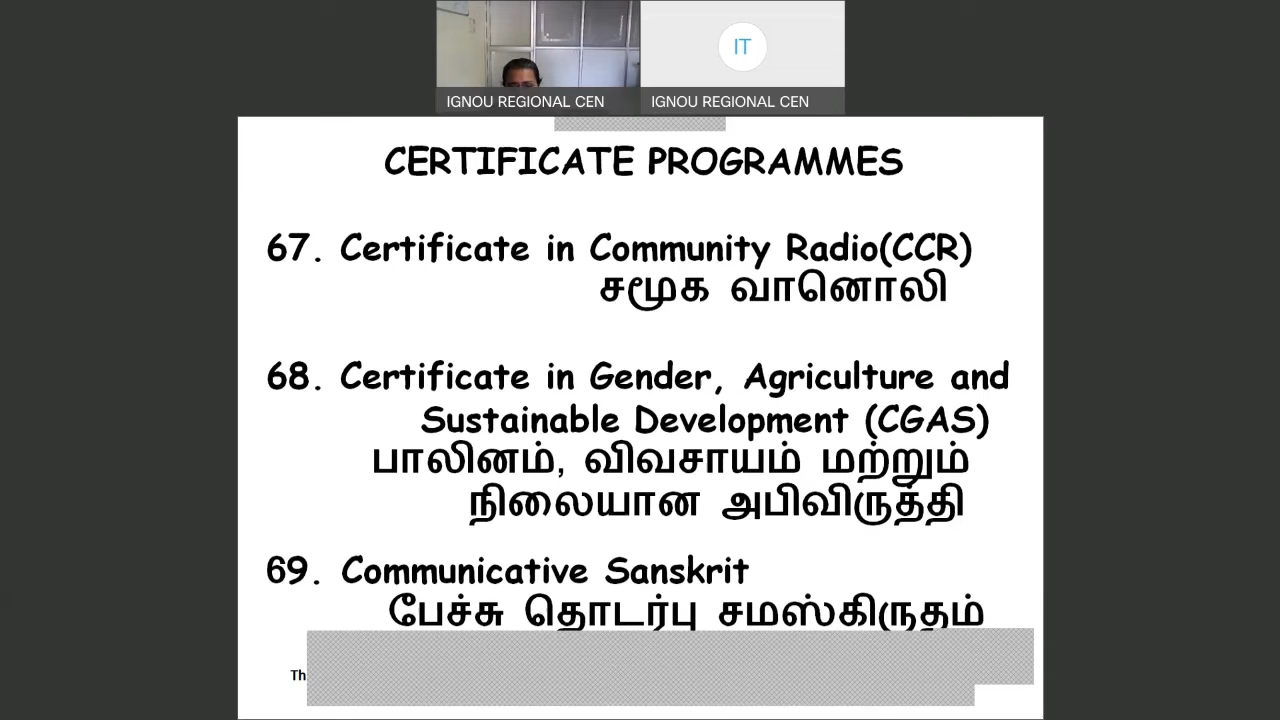 IT
IGNOU REGIONAL CEN
IGNOU REGIONAL CEN
CERTIFICATE PROGRAMMES
67. Certificate in Community Radio(CCR)
சமூக வானொலி
68. Certificate in Gender, Agriculture and
Sustainable Development (CGAS)
பாலினம், விவசாயம் மற்றும்
நிலையான அபிவிருத்தி
69. Communicative Sanskrit
பேச்சு தொடர்பு சமஸ்கிருதம்
Th